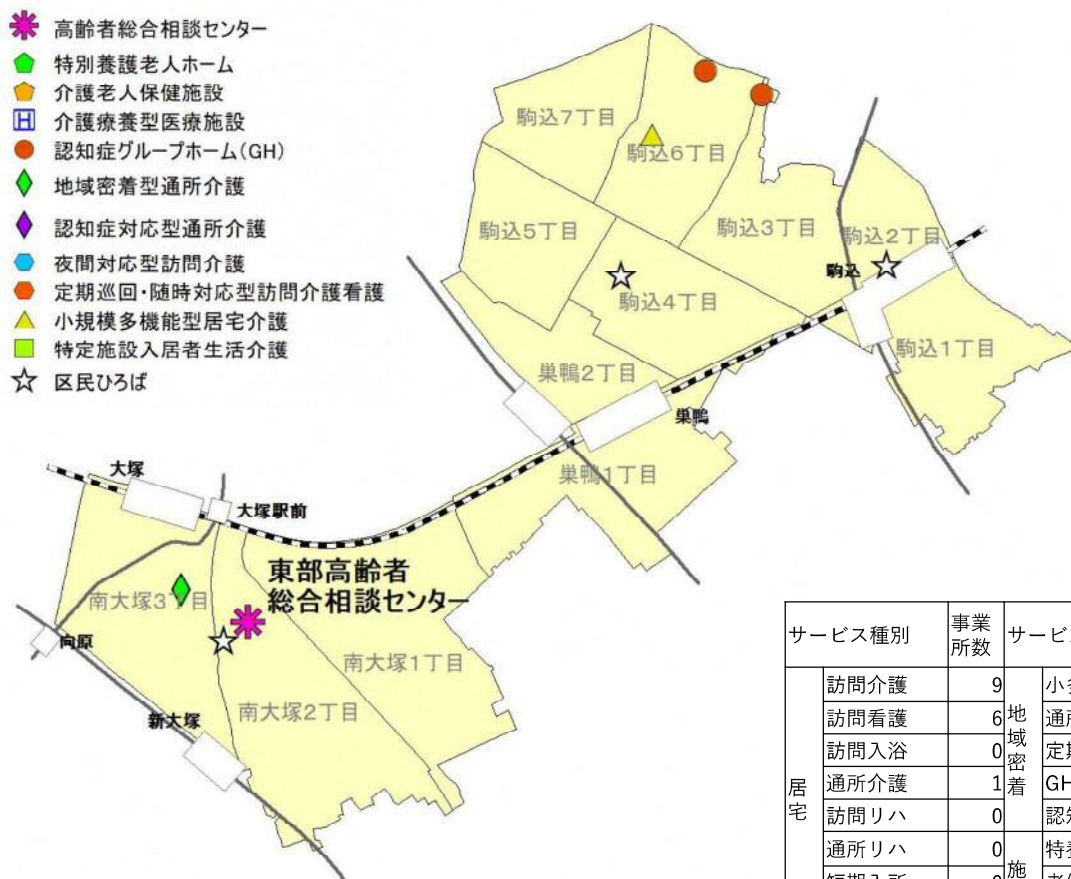 高齢者総合相談センター
特別養護老人ホーム
介護老人保健施設
H 介護療養型医療施設
認知症グループホーム(GH)
地域密着型通所介護
認知症対応型通所介護
夜間対応型訪問介護
定期巡回・随時対応型訪問介護看護
小規模多機能型居宅介護
特定施設入居者生活介護
区民ひろば
駒込7丁目
駒込6丁目
駒込5丁目
駒込3丁目
駒込2丁目
駒込
駒込4丁目
駒込1丁目
巣鴨2丁目
巣鴨
巣鴨1丁目
大塚
大塚駅前
東部高齢者
総合相談センター
南大塚3丁目
向原
南大塚1丁目
南大塚2丁目
新大塚
サービス種別 事業所数 サービ
居宅
訪問介護 9
訪問看護 6
訪問入浴 0
通所介護 1
訪問リハ 0
通所リハ 0
地域密着
通所
定期
GH
施
特養